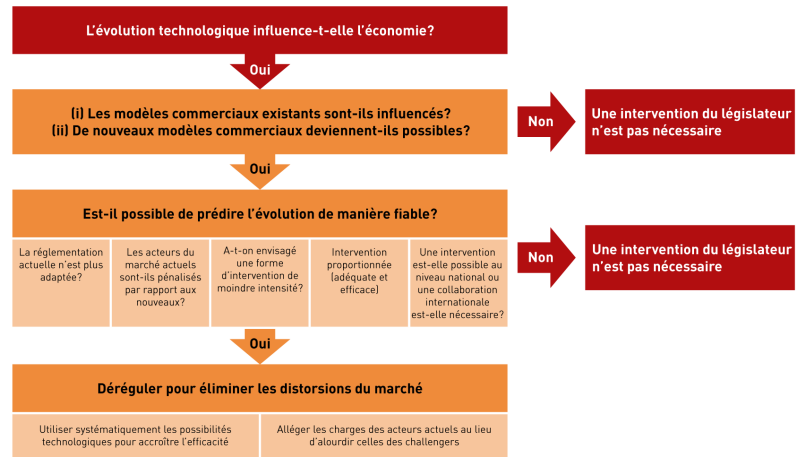 L'évolution technologique influence-t-elle l'économie?
Oui
(i) Les modèles commerciaux existants sont-ils influencés?
(ii) De nouveaux modèles commerciaux deviennent-ils possibles?
Non
Une intervention du législateur
n'est pas nécessaire
Oui
Est-il possible de prédire l'évolution de manière fiable?
La réglementation
actuelle n'est plus
adaptée?
Les acteurs du
marché actuels
sont-ils pénalisés
par rapport aux
nouveaux?
A-t-on envisagé
une forme
d'intervention de
moindre intensité?
Intervention
proportionnée
(adéquate et
efficace)
Une intervention
est-elle possible au
niveau national ou
une collaboration
internationale
est-elle nécessaire?
Non
Une intervention du législateur
n'est pas nécessaire
Oui
Déréguler pour éliminer les distorsions du marché
Utiliser systématiquement les possibilités
technologiques pour accroître l'efficacité
Alléger les charges des acteurs actuels au lieu
d'alourdir celles des challengers